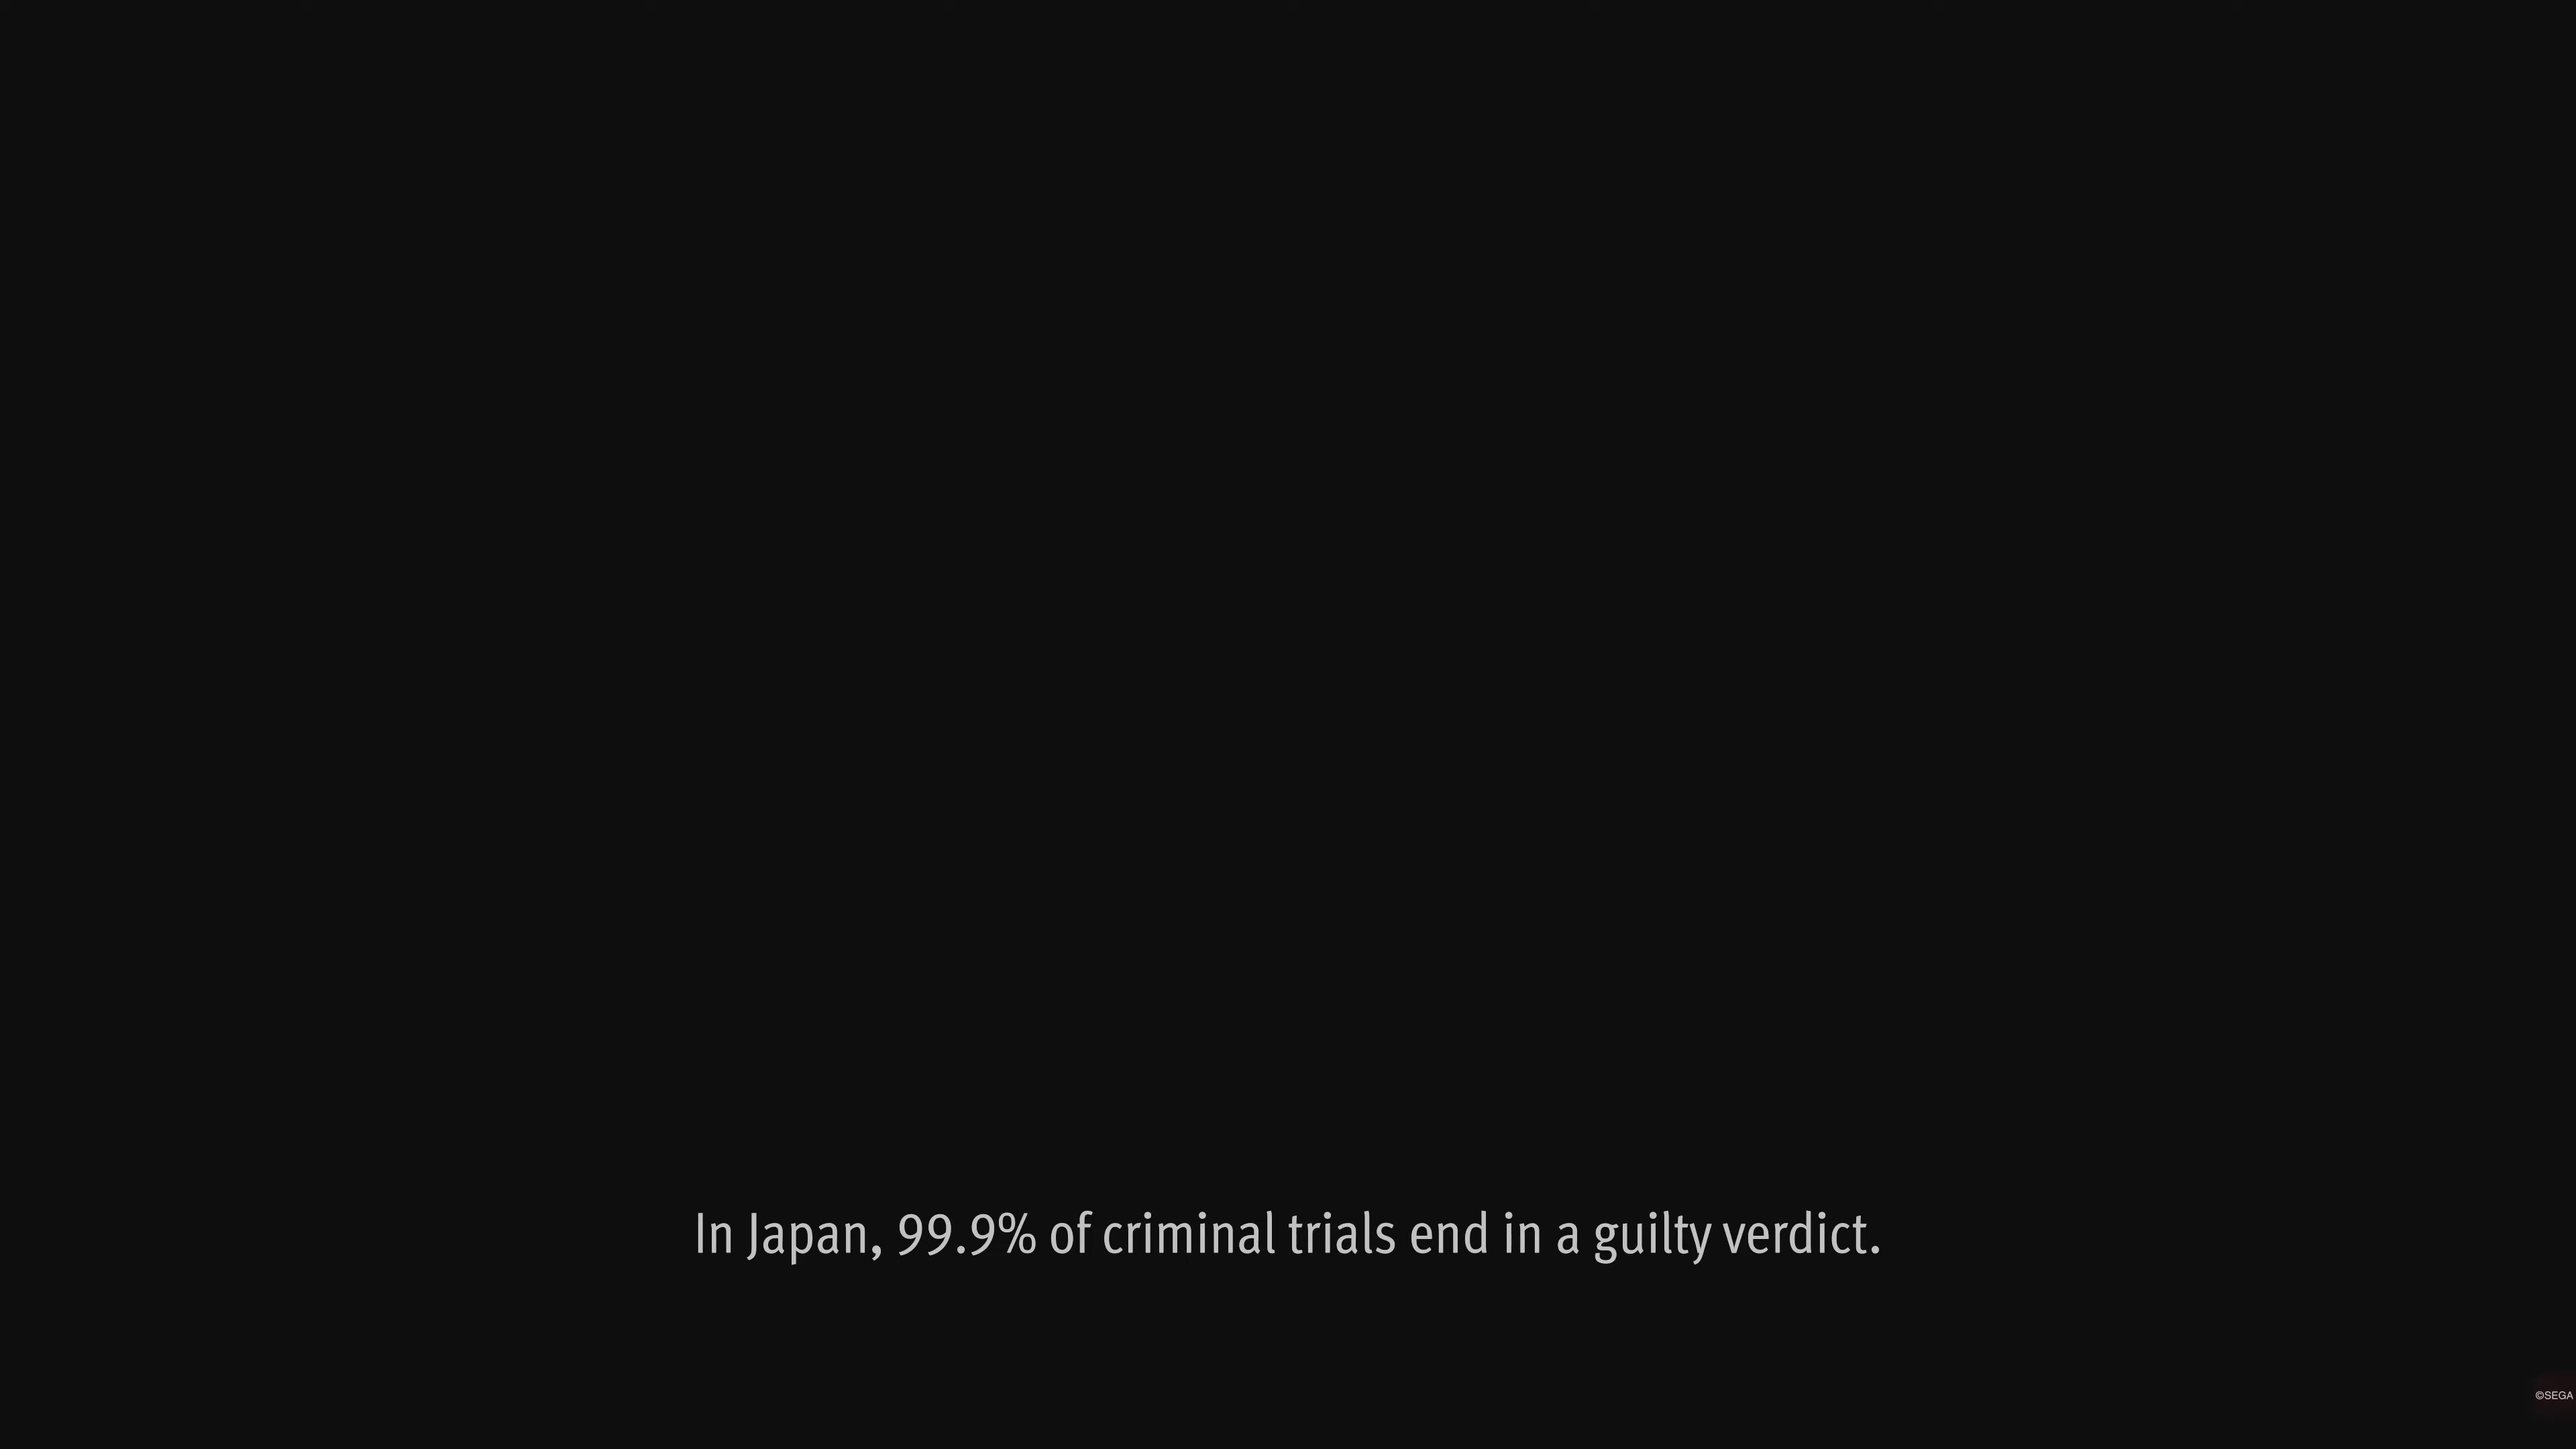 In Japan, 99.9% of criminal trials end in a guilty verdict.
©SEGA